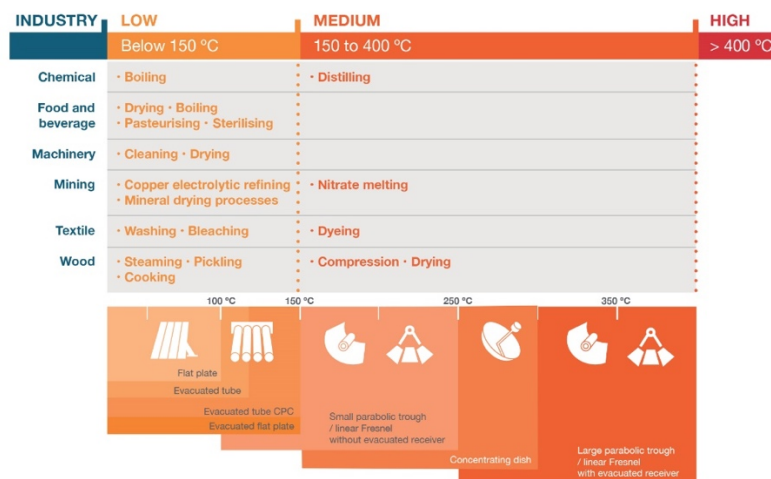 INDUSTRY LOW MEDIUM HIGH
Below 150 ºC 150 to 400 ºC > 400 ºC
Chemical · Boiling · Distilling
Food and beverage · Drying · Boiling
· Pasteurising · Sterilising
Machinery · Cleaning · Drying
Mining · Copper electrolytic refining · Nitrate melting
· Mineral drying processes
Textile · Washing · Bleaching · Dyeing
Wood · Steaming · Pickling · Compression · Drying
· Cooking
100 ºC 150 ºC 250 ºC 350 ºC
Flat plate
Evacuated tube
Evacuated tube CPC
Evacuated flat plate
Small parabolic trough
/ linear Fresnel
without evacuated receiver
Concentrating dish
Large parabolic trough
/ linear Fresnel
with evacuated receiver